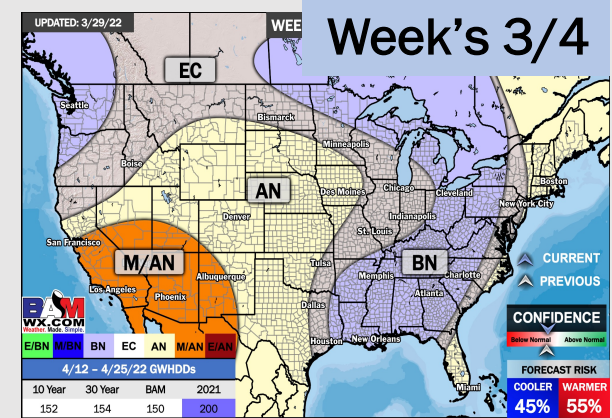 UPDATED: 3/29/22
WEE
Week's 3/4
EC
Seattle
Bismarck
Minneapolis
Boise
AN
Des Moines
Chicago
Cleveland
Boston
New York City
Denver
Indianapolis
St. Louis
San Francisco
M/AN
BN
CURRENT
Tulsa
Memphis
Charlotte
PREVIOUS
Albuquerque
Los Angeles
Phoenix
Atlanta
Dallas
BAM
WX.COM
Weather. Made. Simple.
CONFIDENCE
Below Normal
Above Normal
Houston
New Orleans
E/BN M/BN BN EC AN M/AN E/AN
FORECAST RISK
4/12 – 4/25/22 GWHDDs
Miami
COOLER WARMER
45% 55%
10 Year 30 Year BAM 2021
152 154 150 200